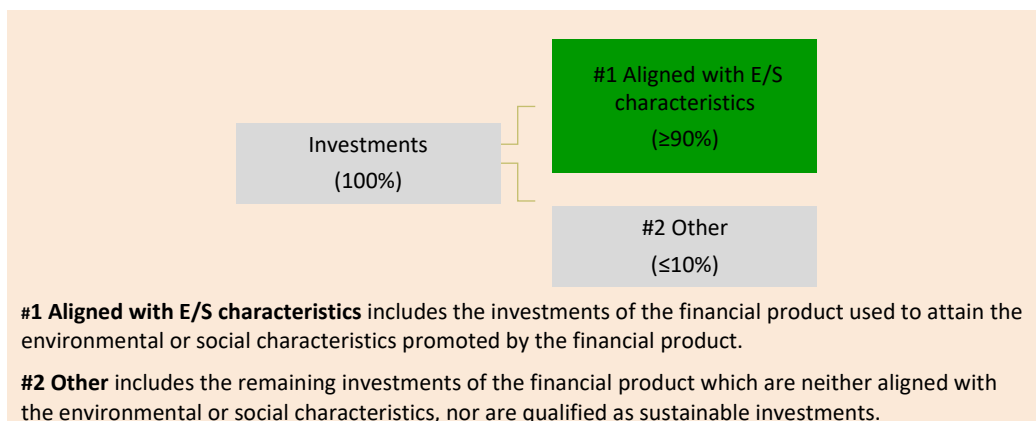 #1 Aligned with E/S
characteristics
(≥90%)
Investments
(100%)
#2 Other
(≤10%)
#1 Aligned with E/S characteristics includes the investments of the financial product used to attain the
environmental or social characteristics promoted by the financial product.
#2 Other includes the remaining investments of the financial product which are neither aligned with
the environmental or social characteristics, nor are qualified as sustainable investments.